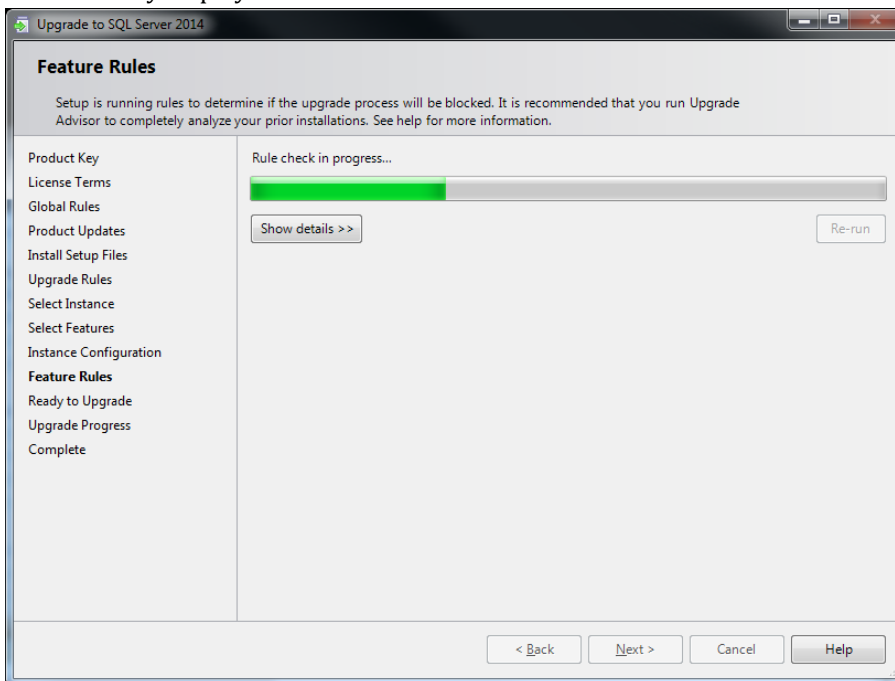 Upgrade to SQL Server 2014
Feature Rules
Setup is running rules to determine if the upgrade process will be blocked. It is recommended that you run Upgrade
Advisor to completely analyze your prior installations. See help for more information.
Product Key
License Terms
Global Rules
Product Updates
Install Setup Files
Upgrade Rules
Select Instance
Select Features
Instance Configuration
Feature Rules
Ready to Upgrade
Upgrade Progress
Complete
Rule check in progress...
Show details >>
Re-run
< Back
Next >
Cancel
Help